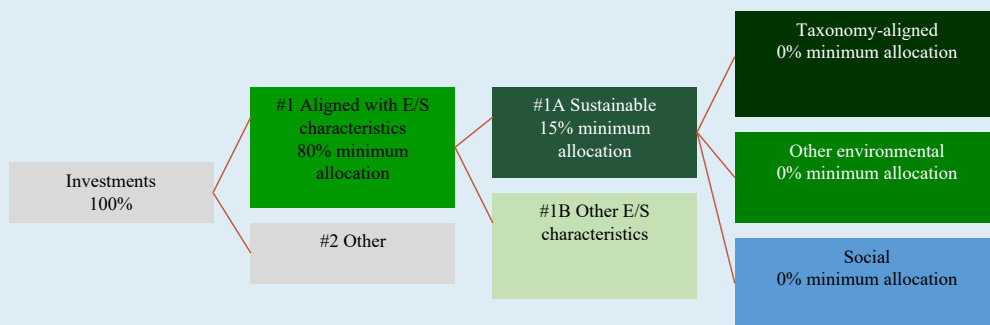 Investments
100%
#1 Aligned with E/S
characteristics
80% minimum
allocation
#2 Other
#1A Sustainable
15% minimum
allocation
#1B Other E/S
characteristics
Taxonomy-aligned
0% minimum allocation
Other environmental
0% minimum allocation
Social
0% minimum allocation